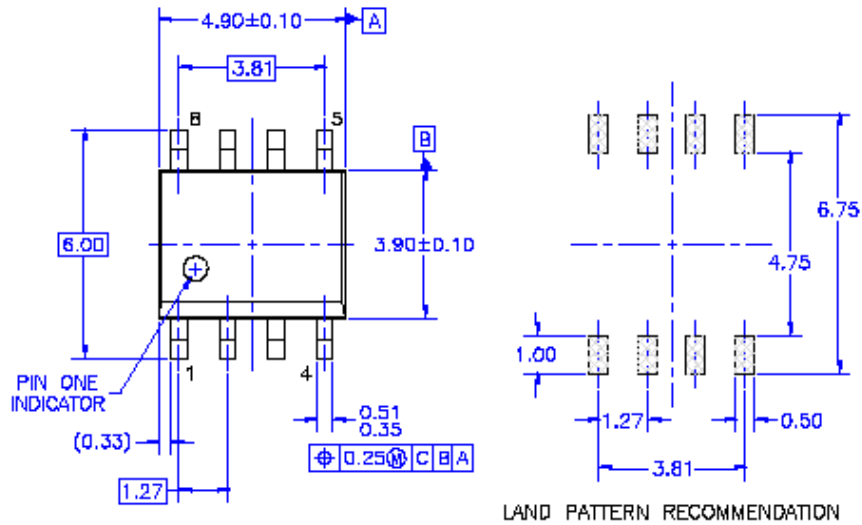 4.90±0.10 A
3.81
8 5
B
6.00
3.90±0.10
6.75
4.75
1.00
PIN ONE
INDICATOR
1 4
(0.33)
0.51
0.35
⌖ 0.25Ⓜ C B A
1.27
1.27
0.50
3.81
LAND PATTERN RECOMMENDATION